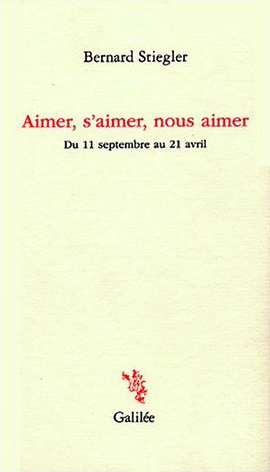 Bernard Stiegler
Aimer, s'aimer, nous aimer
Du 11 septembre au 21 avril
Galilée